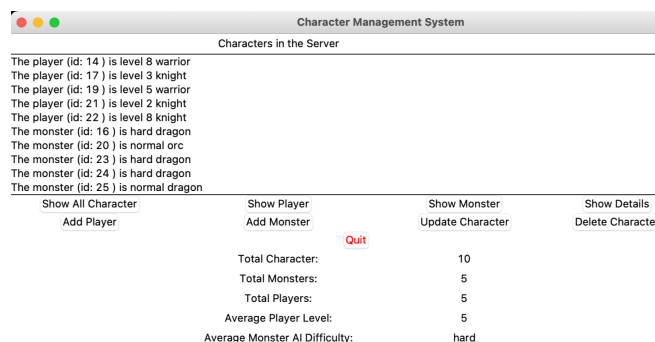 Character Management System
Characters in the Server
The player (id: 14 ) is level 8 warrior
The player (id: 17 ) is level 3 knight
The player (id: 19 ) is level 5 warrior
The player (id: 21 ) is level 2 knight
The player (id: 22 ) is level 8 knight
The monster (id: 16 ) is hard dragon
The monster (id: 20 ) is normal orc
The monster (id: 23 ) is hard dragon
The monster (id: 24 ) is hard dragon
The monster (id: 25 ) is normal dragon
Show All Character Show Player Show Monster Show Details
Add Player Add Monster Update Character Delete Characte
Quit
Total Character: 10
Total Monsters: 5
Total Players: 5
Average Player Level: 5
Average Monster AI Difficulty: hard